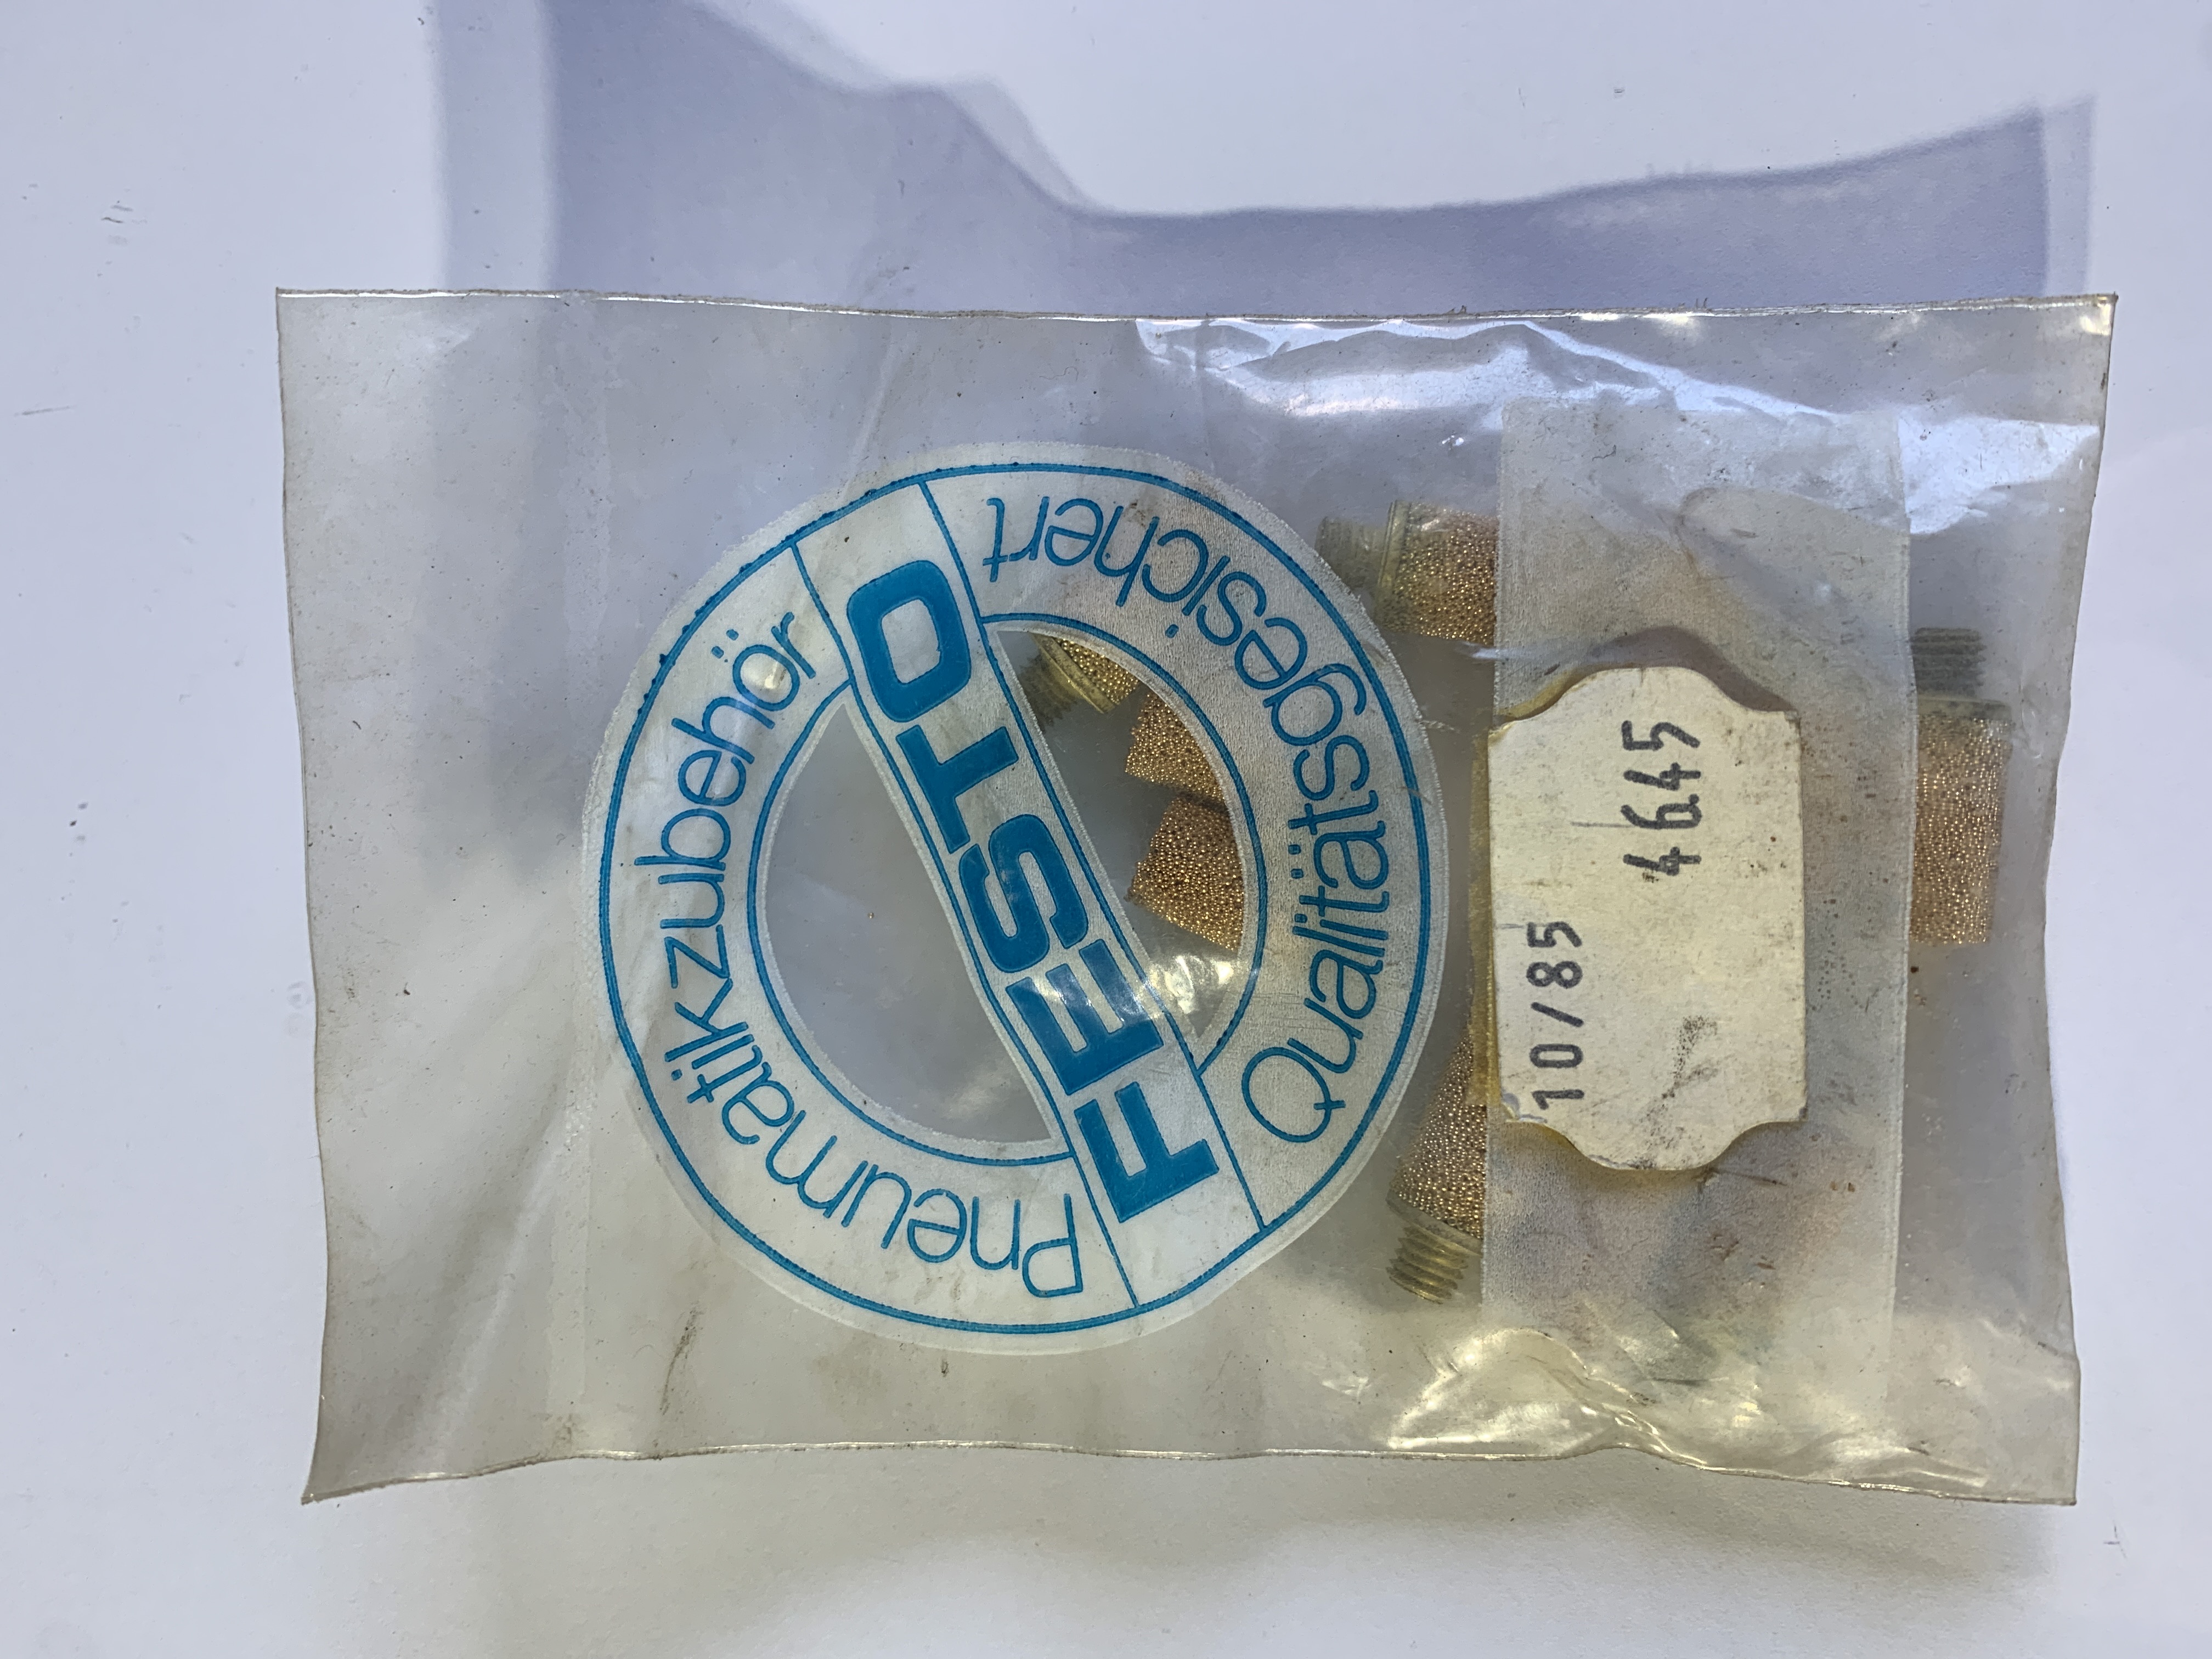 Pneumatikzubehör
FESTO
Qualitätsgesichert
10/85
4645